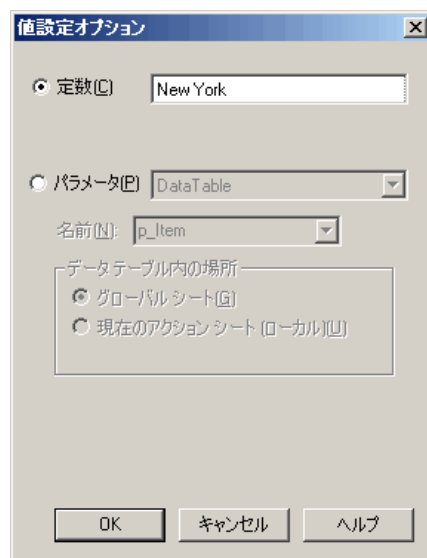 値設定オプション
定数(C) New York
パラメータ(P) DataTable
名前(N): p_Item
データ テーブル内の場所
グローバル シート(G)
現在のアクション シート (ローカル)(U)
OK キャンセル ヘルプ